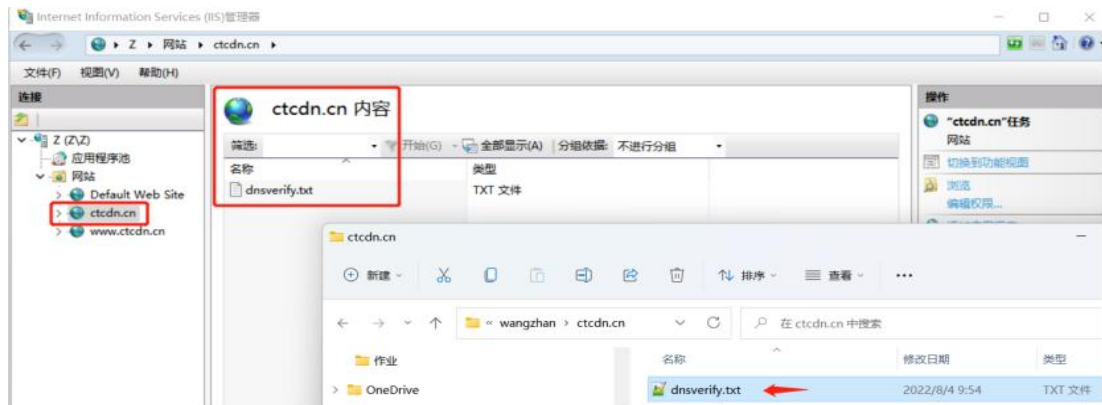 Internet Information Services (IIS)管理器
Z 网站 ctcdn.cn
文件(F) 视图(V) 帮助(H)
连接
Z (Z\Z)
应用程序池
网站
Default Web Site
ctcdn.cn
www.ctcdn.cn
ctcdn.cn 内容
筛选: 开始(G) 全部显示(A) 分组依据: 不进行分组
名称 类型
dnsverify.txt TXT 文件
操作
"ctcdn.cn"任务
网站
切换到功能视图
浏览
编辑权限...
ctcdn.cn
新建 排序 查看 ...
« wangzhan › ctcdn.cn 在 ctcdn.cn 中搜索
作业
OneDrive
名称 修改日期 类型
dnsverify.txt 2022/8/4 9:54 TXT 文件